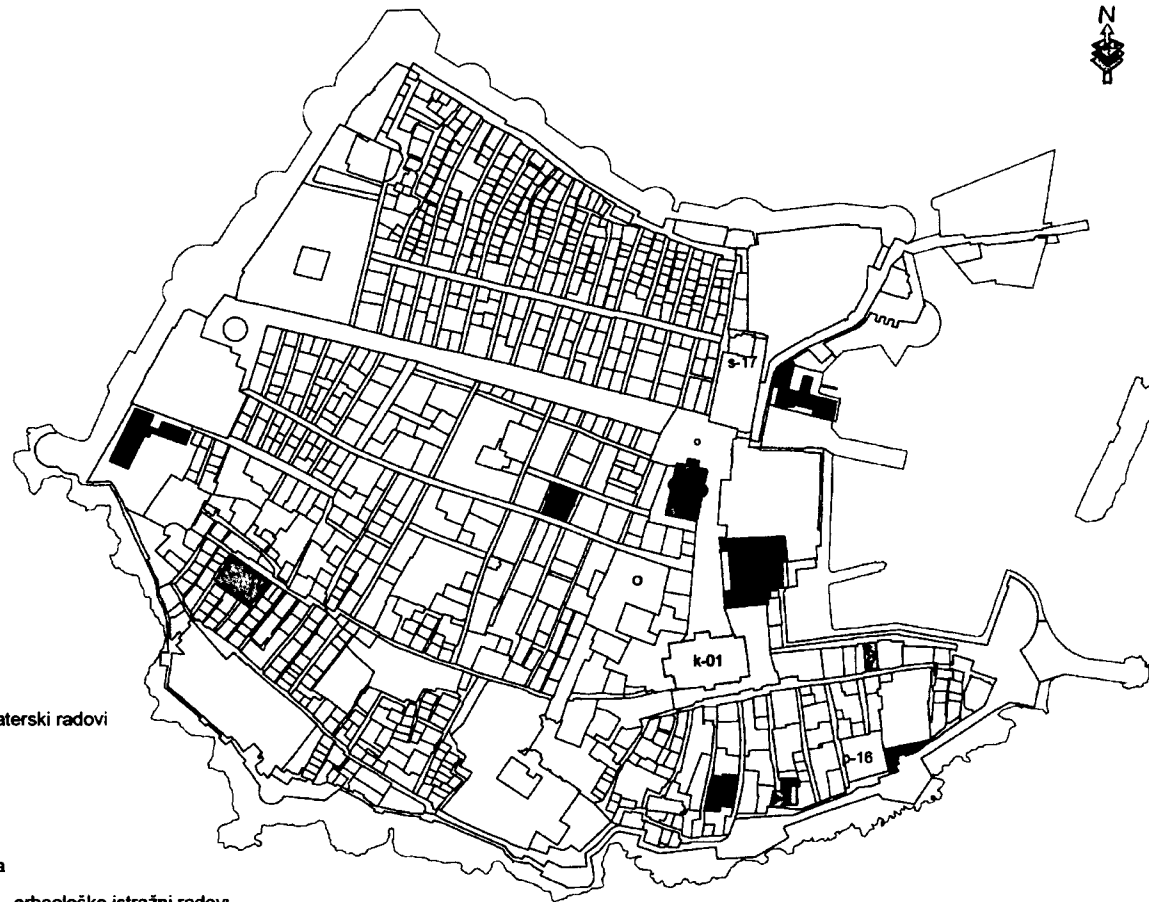 N
s-17
k-01
p-16
aterski radovi
a
arheološko istražni radovi